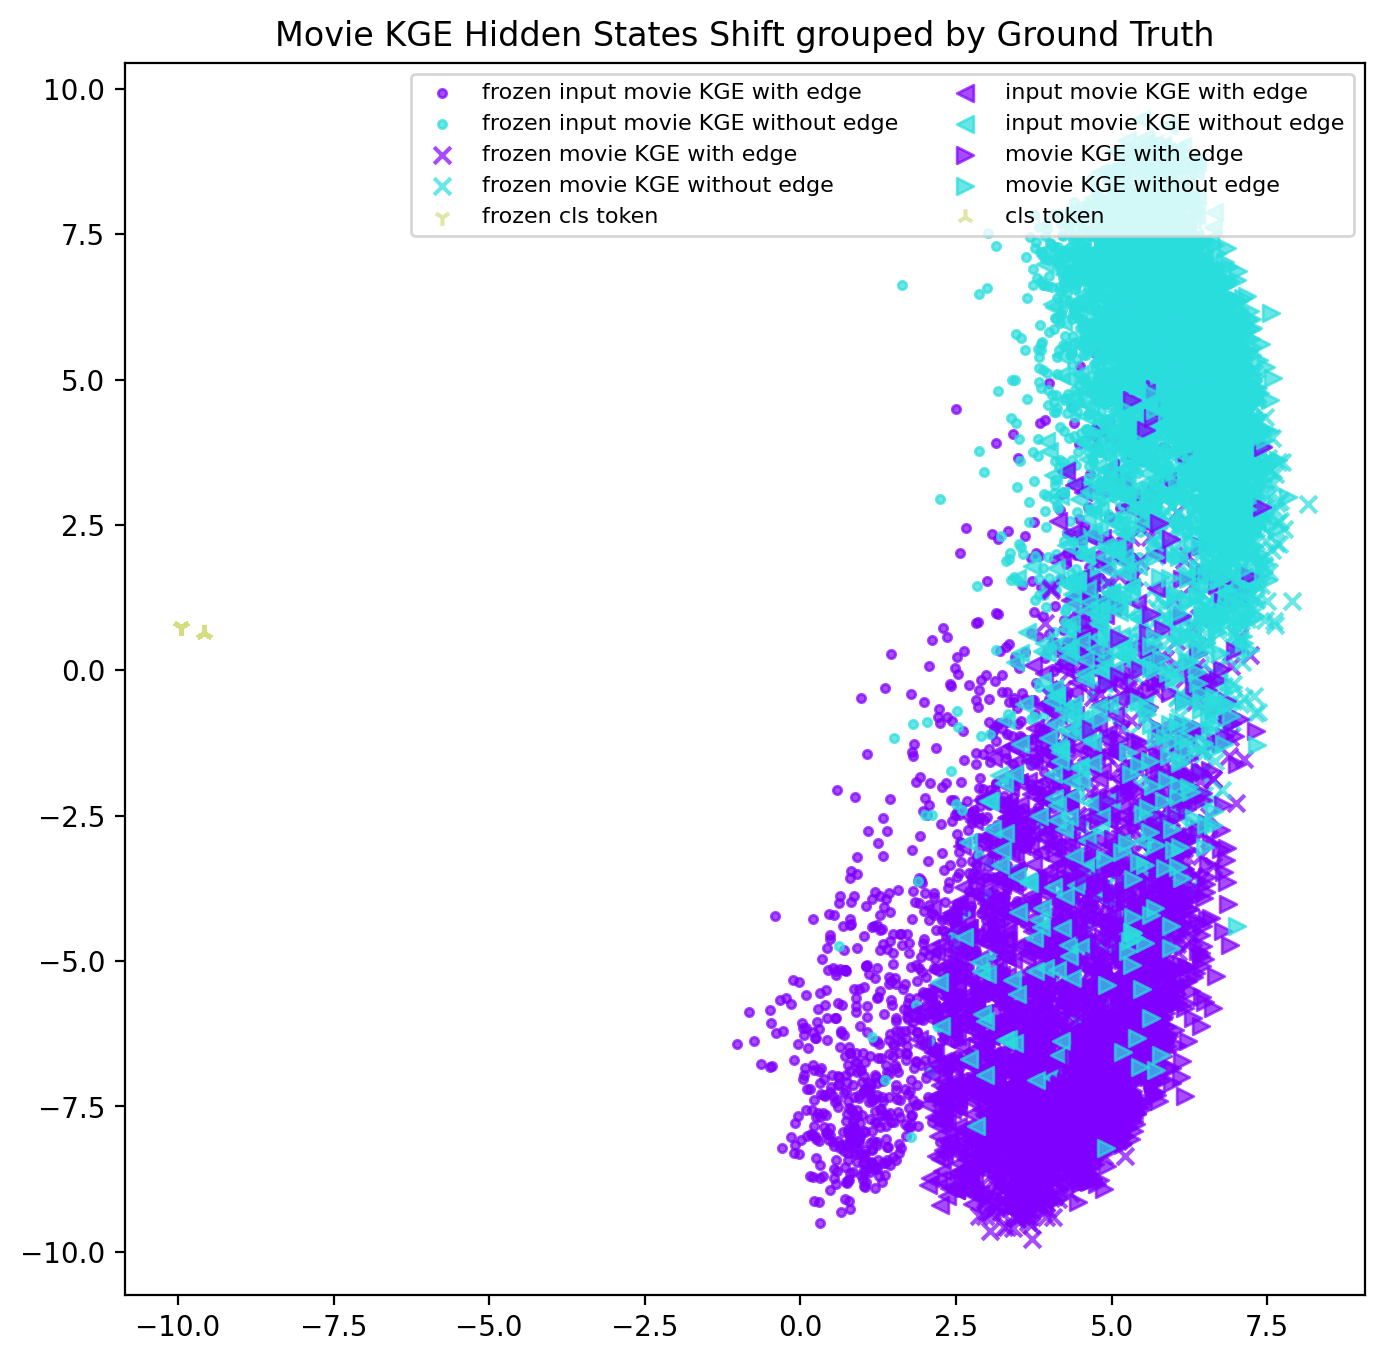 Movie KGE Hidden States Shift grouped by Ground Truth
frozen input movie KGE with edge
frozen input movie KGE without edge
frozen movie KGE with edge
frozen movie KGE without edge
frozen cls token
input movie KGE with edge
input movie KGE without edge
movie KGE with edge
movie KGE without edge
cls token
10.0
7.5
5.0
2.5
0.0
−2.5
−5.0
−7.5
−10.0
−10.0 −7.5 −5.0 −2.5 0.0 2.5 5.0 7.5